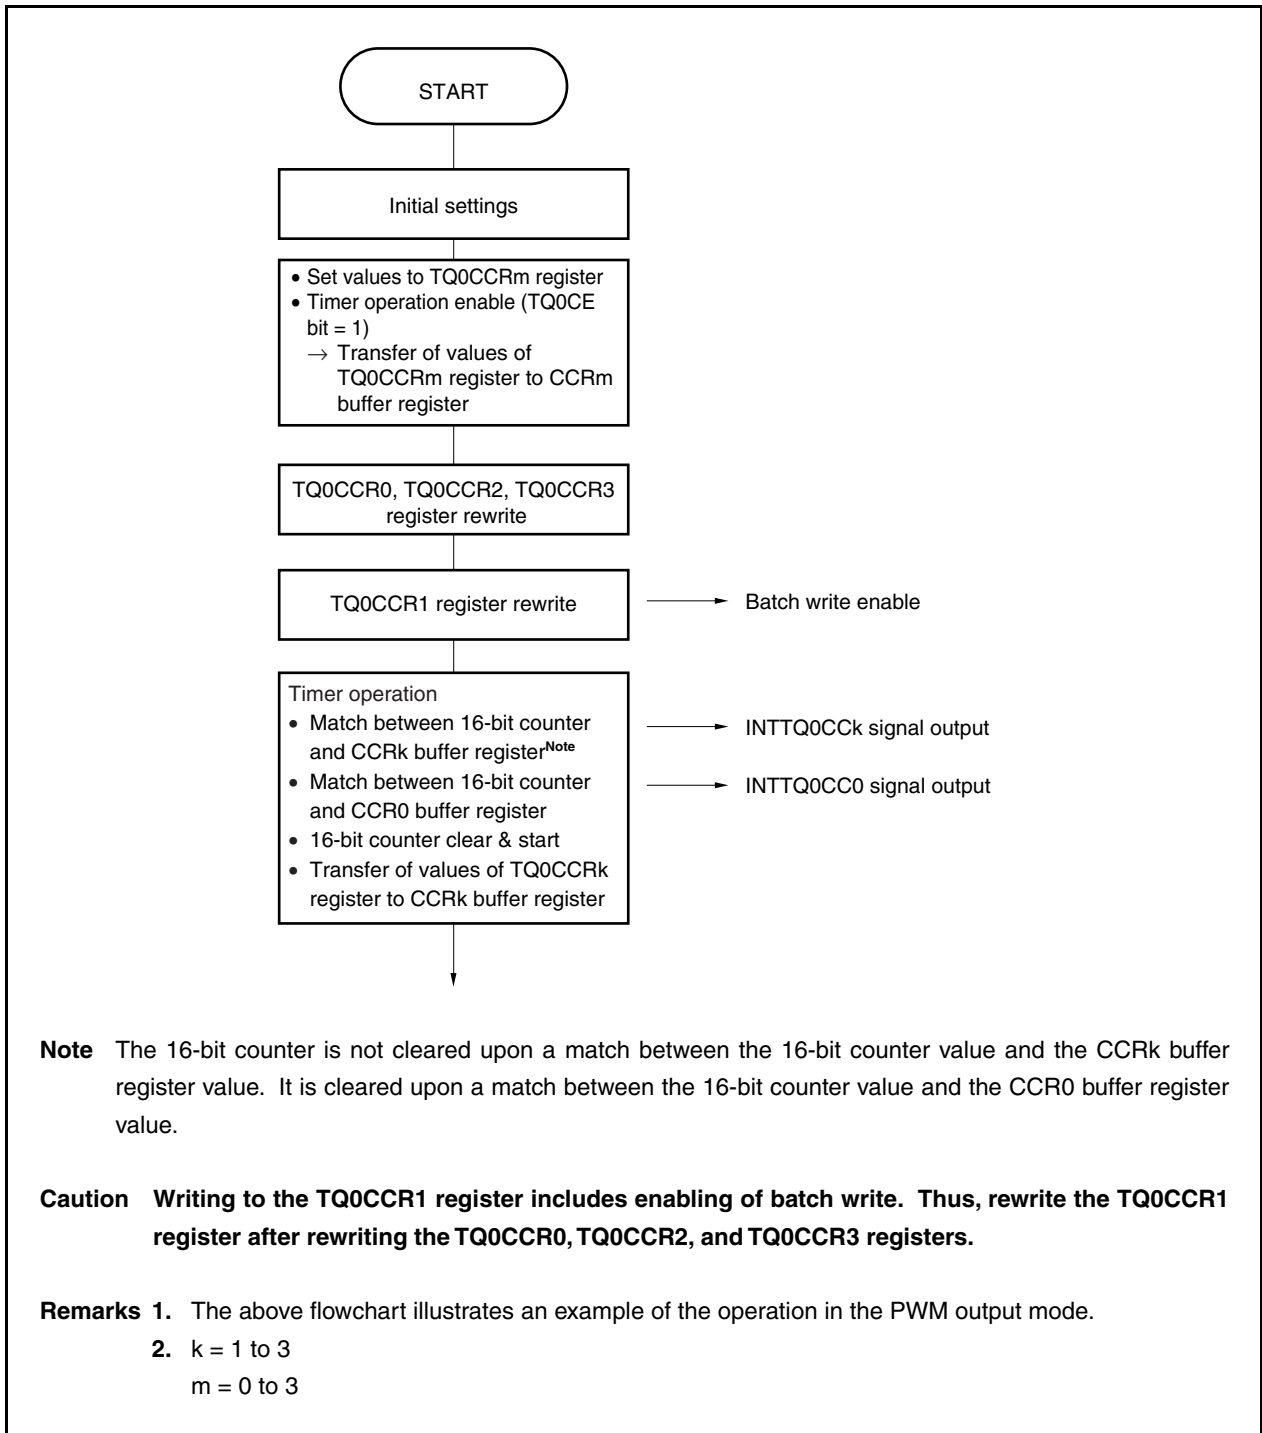 START
Initial settings
• Set values to TQ0CCRm register
• Timer operation enable (TQ0CE
bit = 1)
→ Transfer of values of
TQ0CCRm register to CCRm
buffer register
TQ0CCR0, TQ0CCR2, TQ0CCR3
register rewrite
TQ0CCR1 register rewrite
Batch write enable
Timer operation
• Match between 16-bit counter
and CCRk buffer registerNote
INTTQ0CCk signal output
• Match between 16-bit counter
and CCR0 buffer register
INTTQ0CC0 signal output
• 16-bit counter clear & start
• Transfer of values of TQ0CCRk
register to CCRk buffer register
Note The 16-bit counter is not cleared upon a match between the 16-bit counter value and the CCRk buffer
register value. It is cleared upon a match between the 16-bit counter value and the CCR0 buffer register
value.
Caution Writing to the TQ0CCR1 register includes enabling of batch write. Thus, rewrite the TQ0CCR1
register after rewriting the TQ0CCR0, TQ0CCR2, and TQ0CCR3 registers.
Remarks 1. The above flowchart illustrates an example of the operation in the PWM output mode.
2. k = 1 to 3
m = 0 to 3